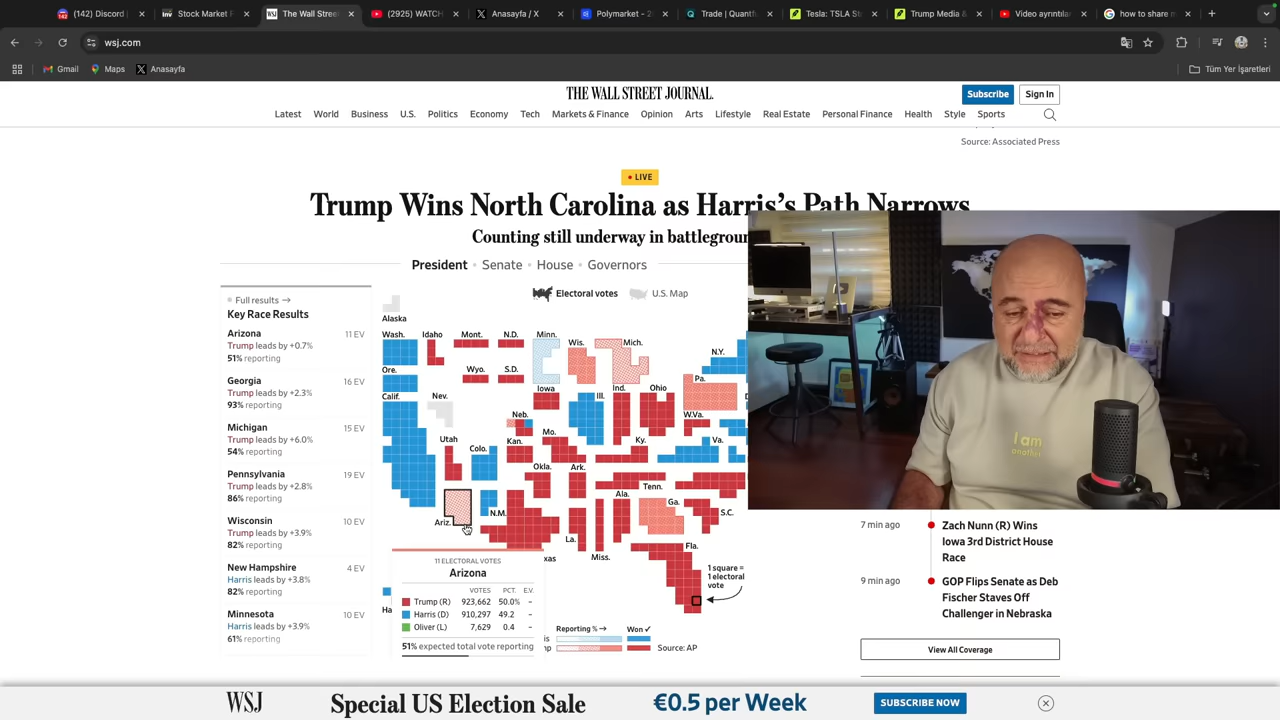 (142) Discord |
Stock Market
The Wall Stree
(2925) WATCH
Anasayfa / X
Polymarket - 2
Trade | Quantf
Tesla: TSLA St
Trump Media &
Video ayrıntıla
how to share m
wsj.com
Gmail
Maps
Anasayfa
Tüm Yer İşaretleri
THE WALL STREET JOURNAL.
Subscribe
Sign In
Latest World Business U.S. Politics Economy Tech Markets & Finance Opinion Arts Lifestyle Real Estate Personal Finance Health Style Sports
Source: Associated Press
• LIVE
Trump Wins North Carolina as Harris's Path Narrows
Counting still underway in battlegroun
President • Senate • House • Governors
Full results →
Key Race Results
Arizona 11 EV
Trump leads by +0.7%
51% reporting
Georgia 16 EV
Trump leads by +2.3%
93% reporting
Michigan 15 EV
Trump leads by +6.0%
54% reporting
Pennsylvania 19 EV
Trump leads by +2.8%
86% reporting
Wisconsin 10 EV
Trump leads by +3.9%
82% reporting
New Hampshire 4 EV
Harris leads by +3.8%
82% reporting
Minnesota 10 EV
Harris leads by +3.9%
61% reporting
Electoral votes
U.S. Map
Alaska
Wash. Idaho Mont. N.D. Minn. Wis. Mich.
N.Y.
Ore. Wyo. S.D. Pa.
Iowa Ind. Ohio
Calif. Nev. Ill.
Neb. W.Va.
Utah Colo. Kan. Mo. Ky. Va.
Okla. Ark.
Tenn.
Ala. Ga.
Ariz. N.M. S.C.
La. Miss. Fla.
xas
Ha
1 square =
1 electoral
vote
11 ELECTORAL VOTES
Arizona
VOTES PCT. E.V.
Trump (R) 923,662 50.0% –
Harris (D) 910,297 49.2 –
Oliver (L) 7,629 0.4 –
51% expected total vote reporting
Reporting % → Won ✓
is
np
Source: AP
I am
another
7 min ago
Zach Nunn (R) Wins
Iowa 3rd District House
Race
9 min ago
GOP Flips Senate as Deb
Fischer Staves Off
Challenger in Nebraska
View All Coverage
WSJ
Special US Election Sale
€0.5 per Week
SUBSCRIBE NOW